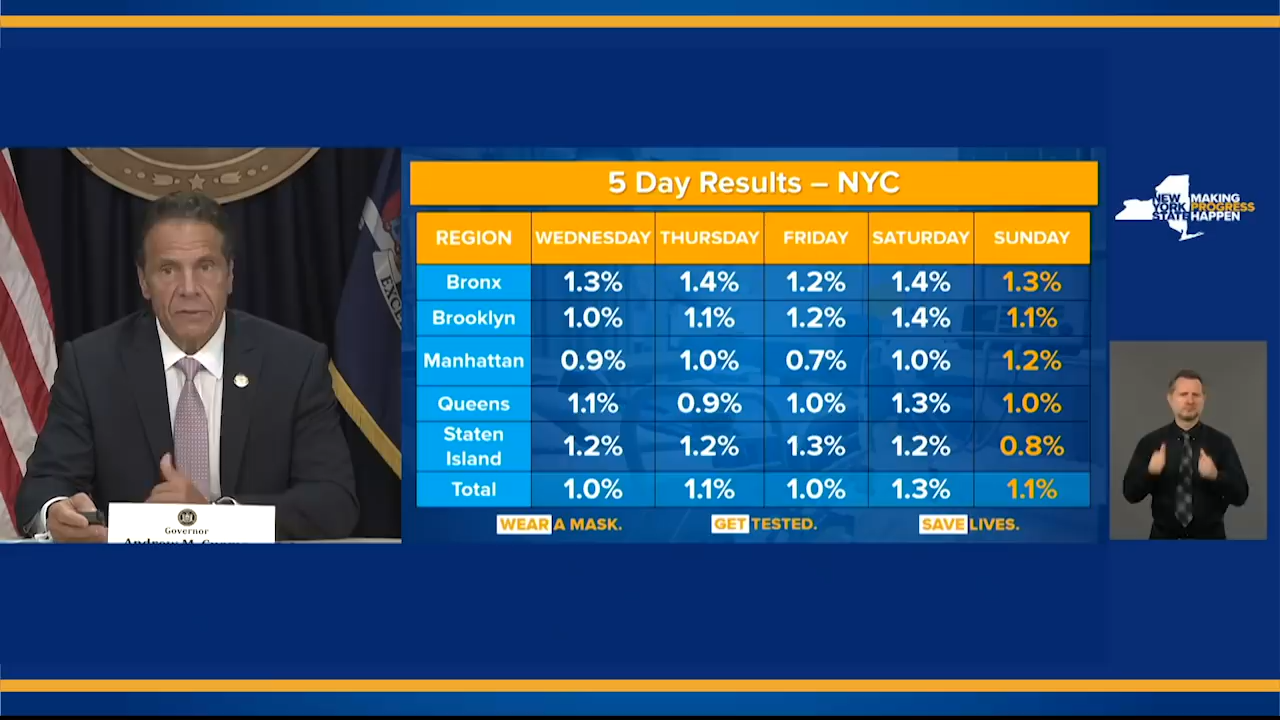 5 Day Results – NYC
REGION WEDNESDAY THURSDAY FRIDAY SATURDAY SUNDAY
Bronx 1.3% 1.4% 1.2% 1.4% 1.3%
Brooklyn 1.0% 1.1% 1.2% 1.4% 1.1%
Manhattan 0.9% 1.0% 0.7% 1.0% 1.2%
Queens 1.1% 0.9% 1.0% 1.3% 1.0%
Staten
Island 1.2% 1.2% 1.3% 1.2% 0.8%
Total 1.0% 1.1% 1.0% 1.3% 1.1%
WEAR A MASK. GET TESTED. SAVE LIVES.
NEW
YORK
STATE
MAKING
PROGRESS
HAPPEN
Governor
Andrew M. Cuomo
EXCEL